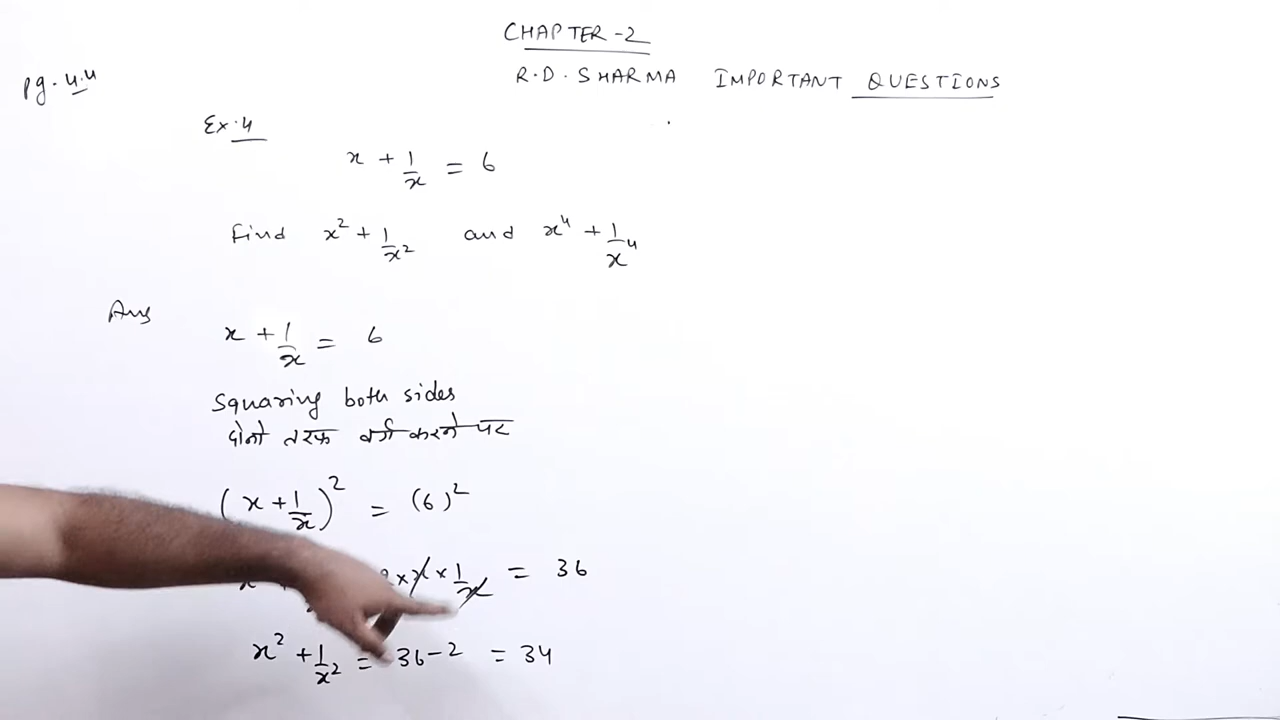 CHAPTER-2
R.D. SHARMA IMPORTANT QUESTIONS
pg. 4.4
Ex.4
x + 1/x = 6
Find x² + 1/x² and x⁴ + 1/x⁴
Ans
x + 1/x = 6
Squaring both sides
दोनो तरफ वर्ग करने पर
(x + 1/x)² = (6)²
× x × 1/x = 36
x² + 1/x² = 36 - 2 = 34